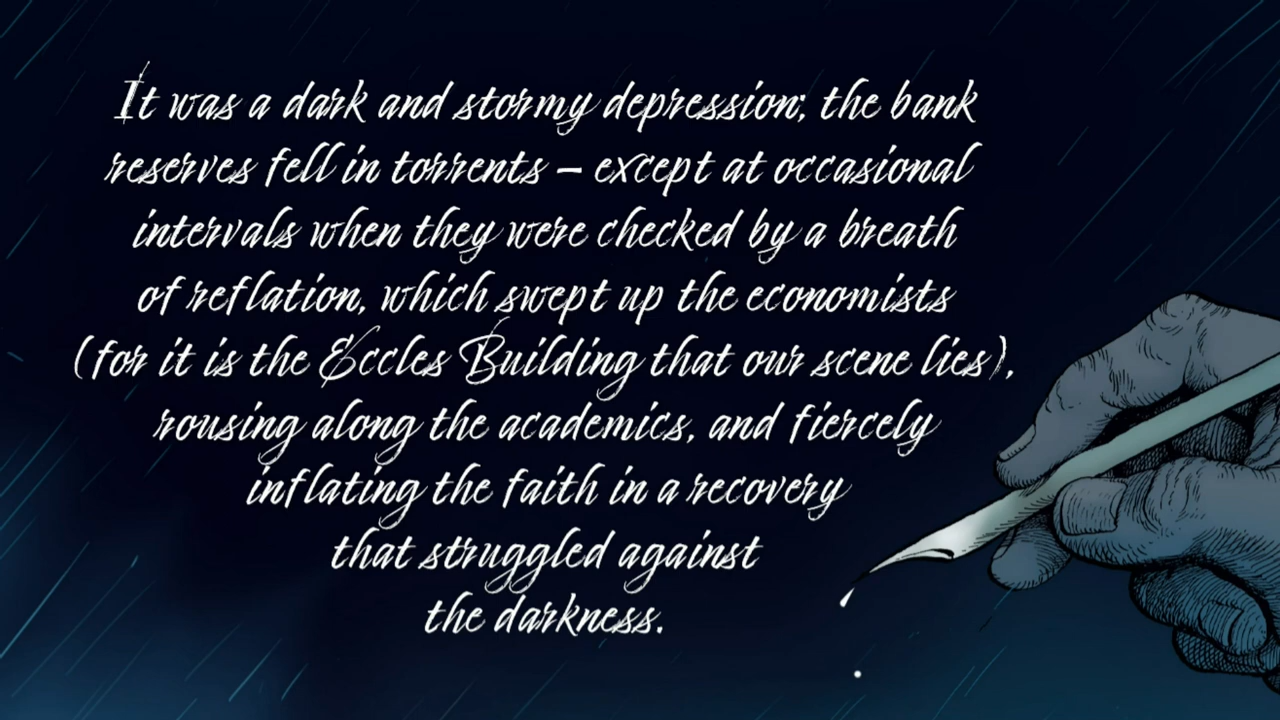 It was a dark and stormy depression; the bank
reserves fell in torrents – except at occasional
intervals when they were checked by a breath
of reflation, which swept up the economists
(for it is the Eccles Building that our scene lies),
rousing along the academics, and fiercely
inflating the faith in a recovery
that struggled against
the darkness.